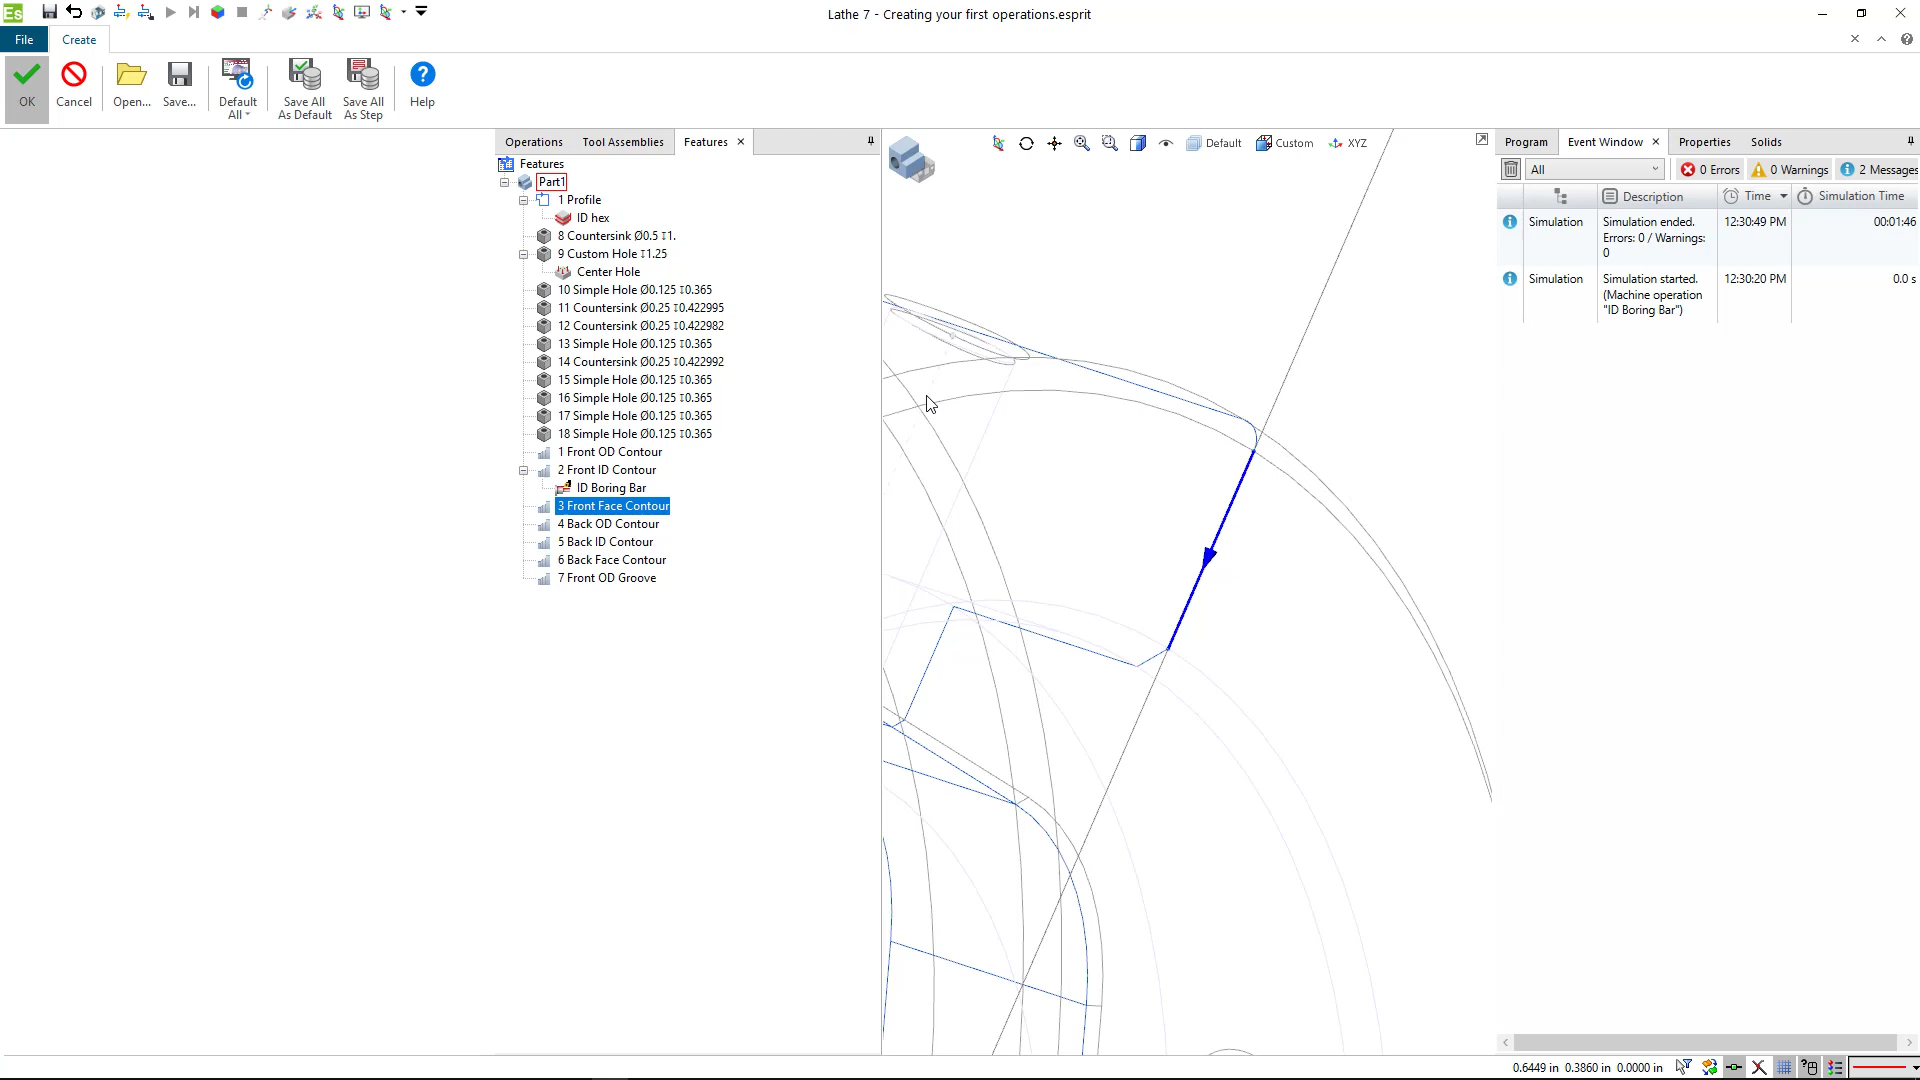 Es
Lathe 7 - Creating your first operations.esprit
File
Create
OK
Cancel
Open...
Save...
Default
All
Save All
As Default
Save All
As Step
Help
Operations
Tool Assemblies
Features
Features
Part1
1 Profile
ID hex
8 Countersink Ø0.5 ↧1.
9 Custom Hole ↧1.25
Center Hole
10 Simple Hole Ø0.125 ↧0.365
11 Countersink Ø0.25 ↧0.422995
12 Countersink Ø0.25 ↧0.422982
13 Simple Hole Ø0.125 ↧0.365
14 Countersink Ø0.25 ↧0.422992
15 Simple Hole Ø0.125 ↧0.365
16 Simple Hole Ø0.125 ↧0.365
17 Simple Hole Ø0.125 ↧0.365
18 Simple Hole Ø0.125 ↧0.365
1 Front OD Contour
2 Front ID Contour
ID Boring Bar
3 Front Face Contour
4 Back OD Contour
5 Back ID Contour
6 Back Face Contour
7 Front OD Groove
Default
Custom
XYZ
Program
Event Window
Properties
Solids
All
0 Errors
0 Warnings
2 Messages
Description
Time
Simulation Time
Simulation
Simulation ended.
Errors: 0 / Warnings:
0
12:30:49 PM
00:01:46
Simulation
Simulation started.
(Machine operation
"ID Boring Bar")
12:30:20 PM
0.0 s
0.6449 in 0.3860 in 0.0000 in